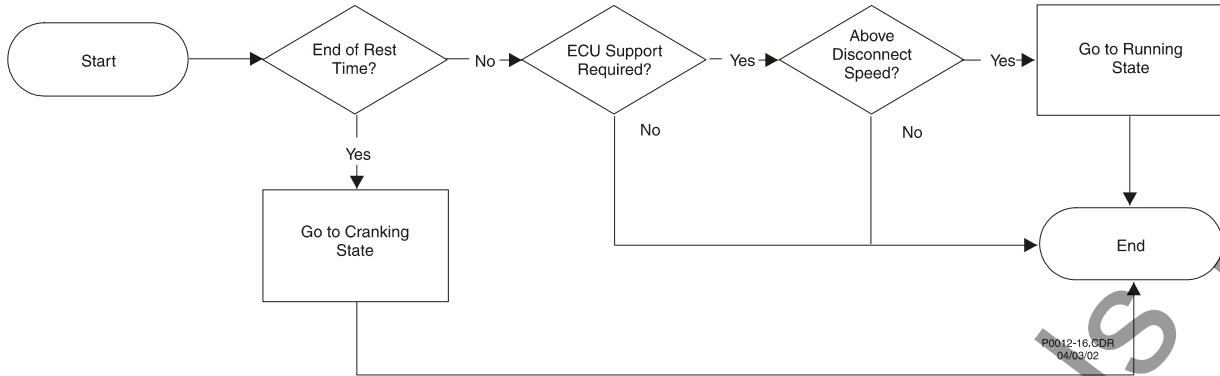 Start
End of Rest
Time?
No
ECU Support
Required?
Yes
Above
Disconnect
Speed?
Yes
Go to Running
State
No
No
Yes
Go to Cranking
State
End
P0012-16.CDR
04/03/02